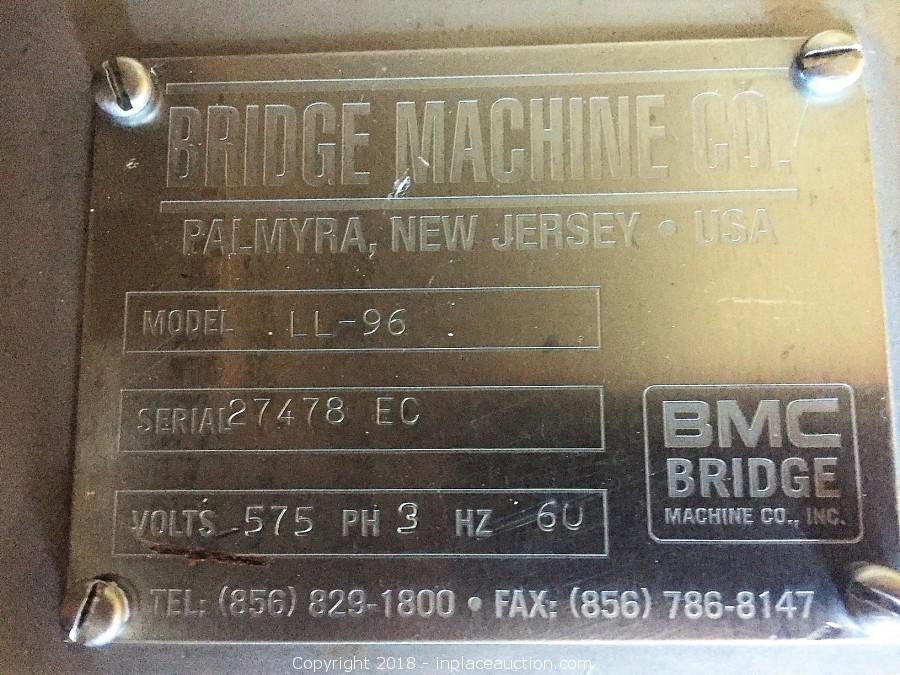 BRIDGE MACHINE CO.
PALMYRA, NEW JERSEY • USA
MODEL LL-96
SERIAL 27478 EC
VOLTS 575 PH 3 HZ 60
BMC
BRIDGE
MACHINE CO., INC.
TEL: (856) 829-1800 • FAX: (856) 786-8147
Copyright 2018 - inplaceauction.com